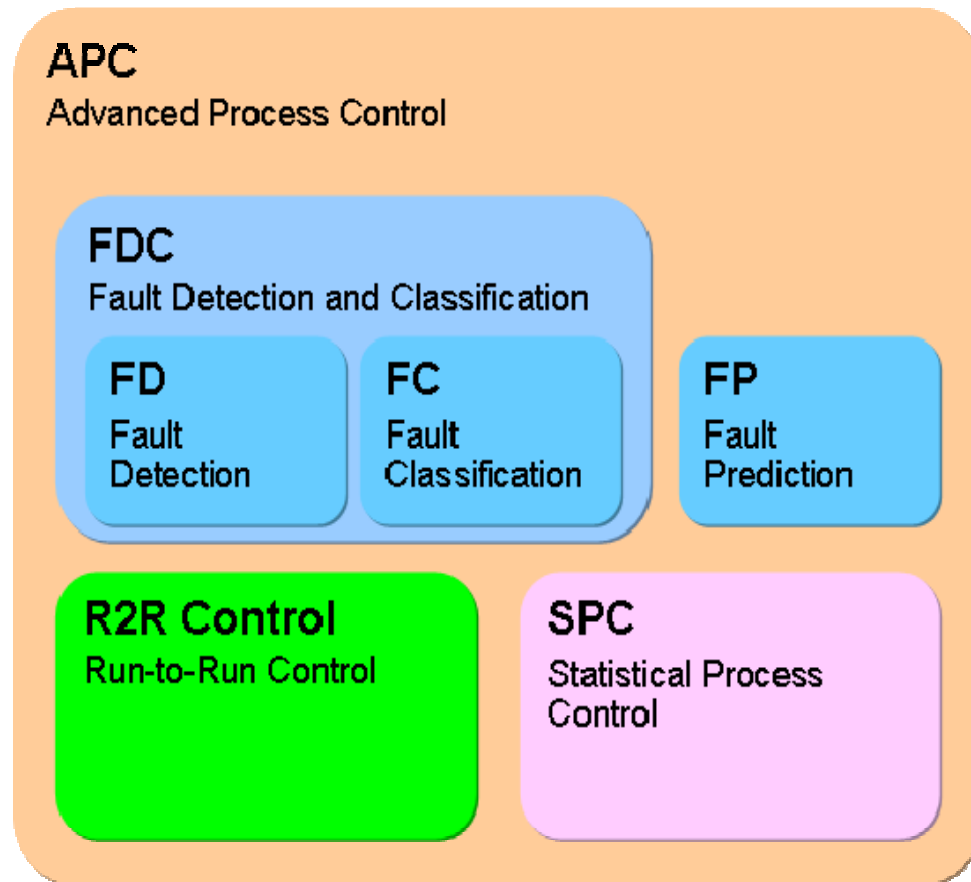 APC
Advanced Process Control
FDC
Fault Detection and Classification
FD
Fault
Detection
FC
Fault
Classification
FP
Fault
Prediction
R2R Control
Run-to-Run Control
SPC
Statistical Process
Control